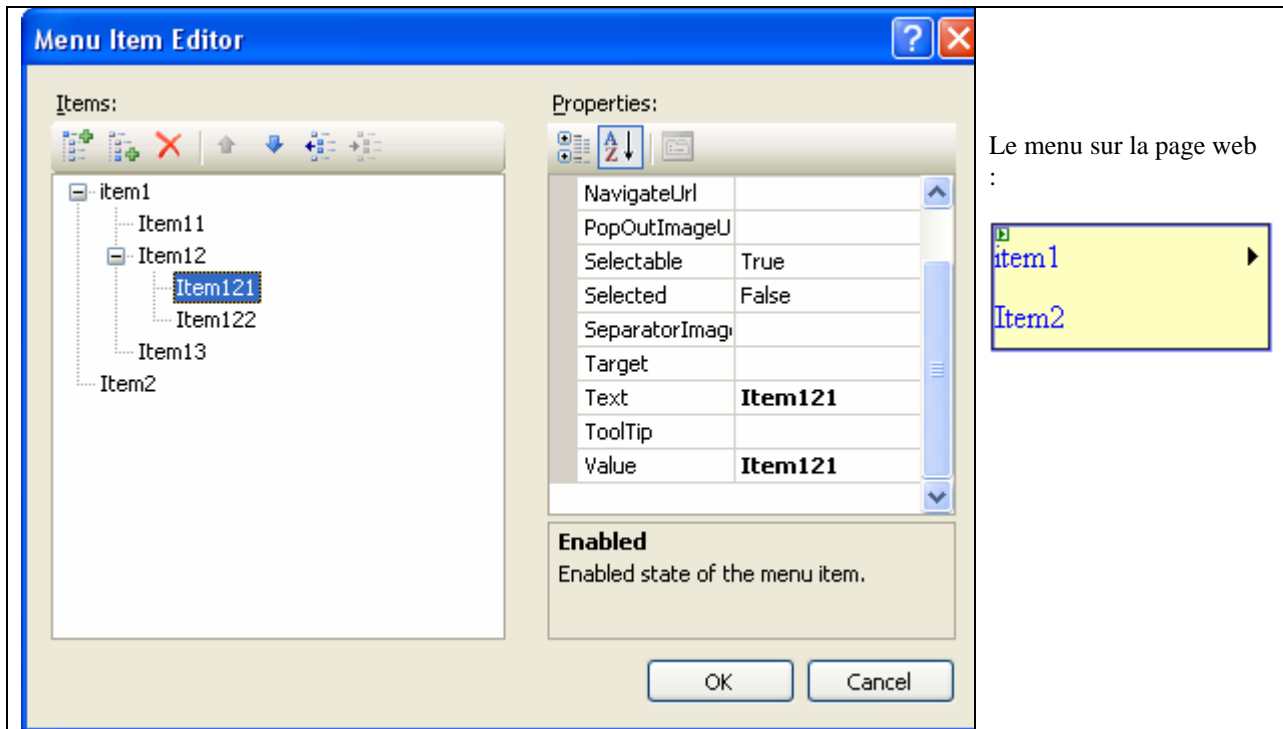 Menu Item Editor
Items:
item1
Item11
Item12
Item121
Item122
Item13
Item2
Properties:
NavigateUrl
PopOutImageU
Selectable True
Selected False
SeparatorImag
Target
Text Item121
ToolTip
Value Item121
Enabled
Enabled state of the menu item.
OK Cancel
Le menu sur la page web
:
item1
Item2